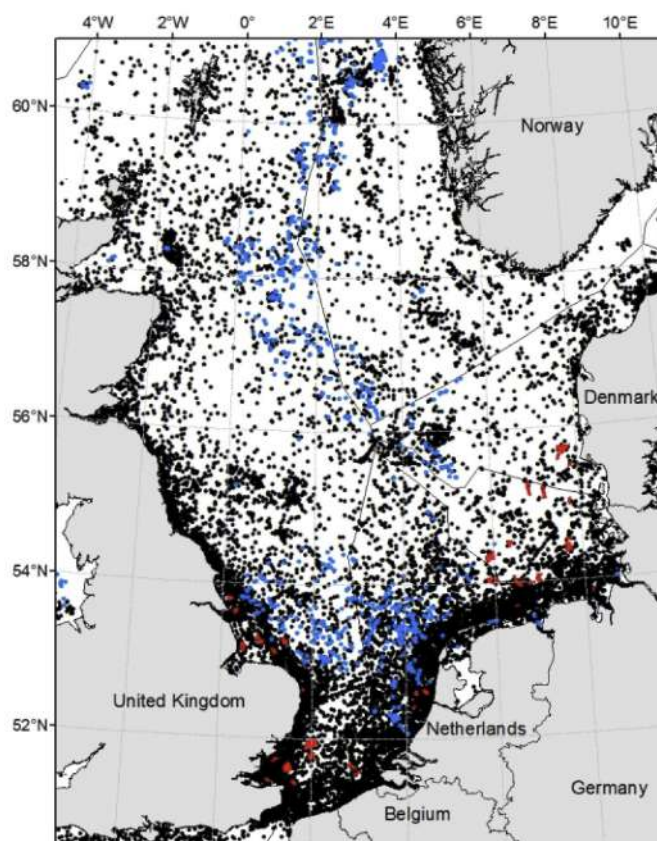 4°W 2°W 0° 2°E 4°E 6°E 8°E 10°E
60°N
Norway
58°N
56°N
Denmark
54°N
United Kingdom
52°N
Netherlands
Germany
Belgium